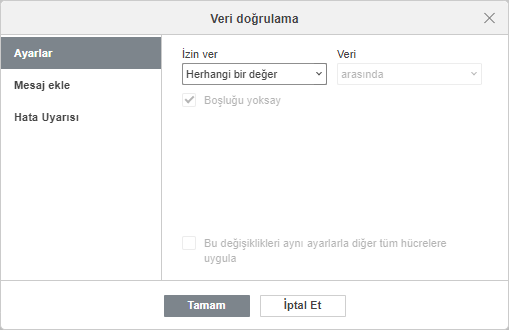 Veri doğrulama
Ayarlar
Mesaj ekle
Hata Uyarısı
İzin ver
Veri
Herhangi bir değer
arasında
Boşluğu yoksay
Bu değişiklikleri aynı ayarlarla diğer tüm hücrelere
uygula
Tamam
İptal Et